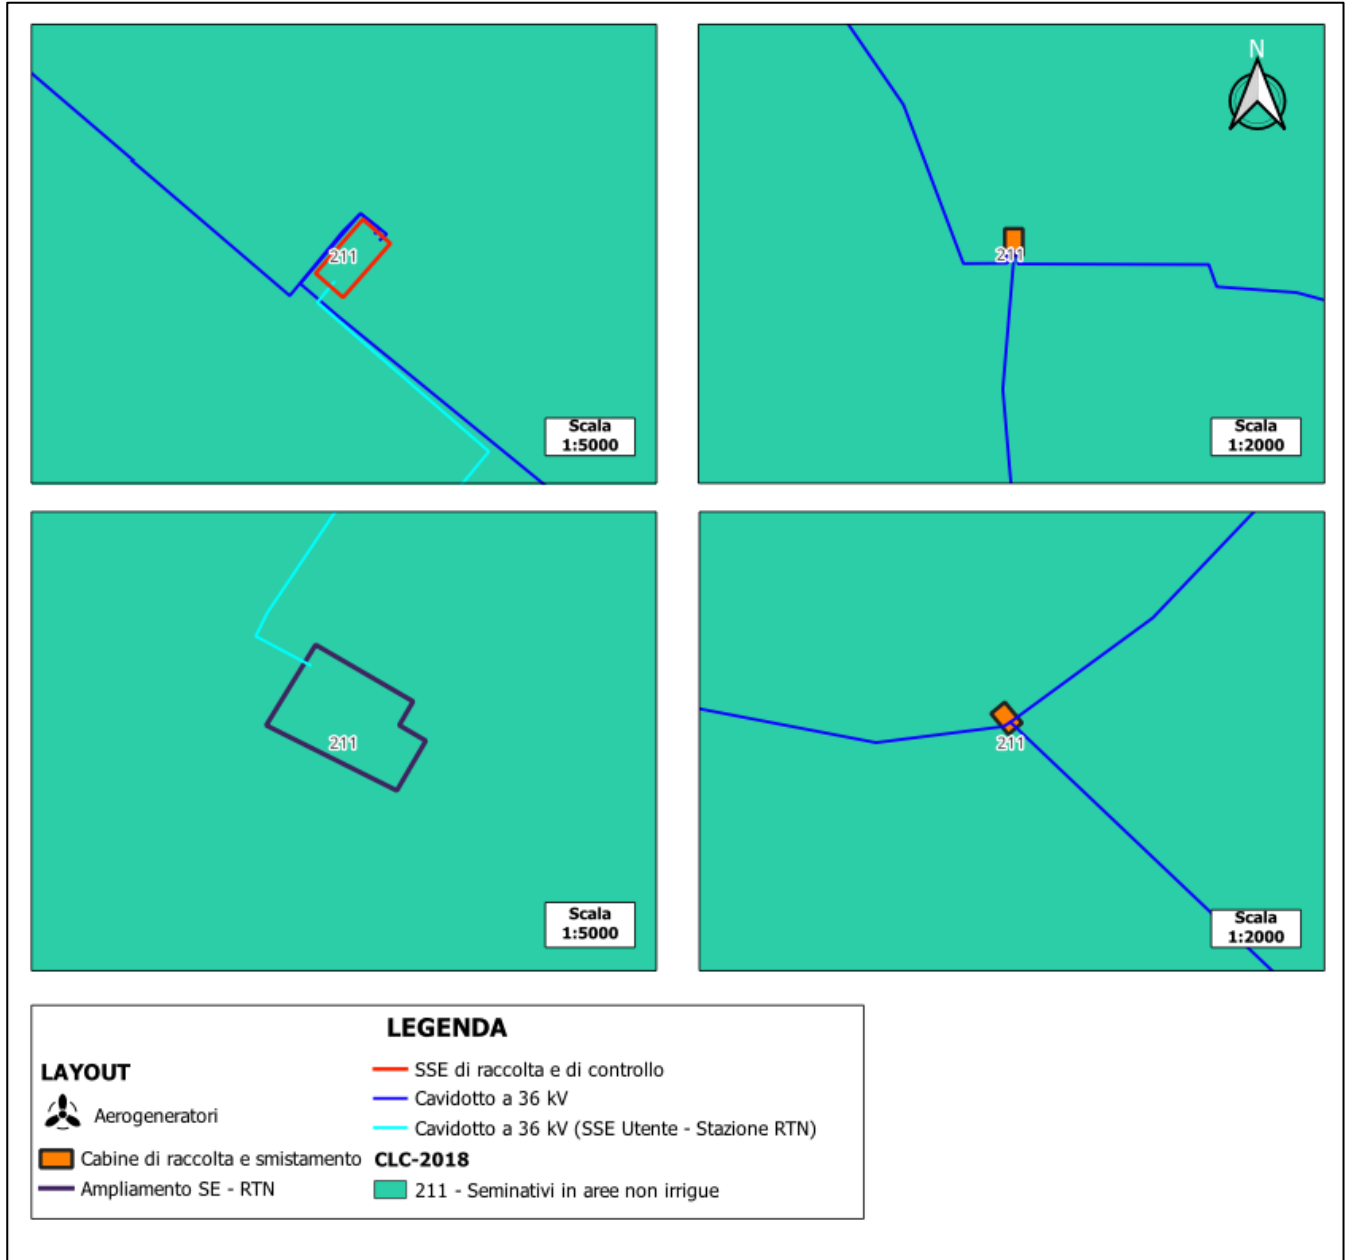 N
211
211
Scala
1:5000
Scala
1:2000
211
211
Scala
1:5000
Scala
1:2000
LEGENDA
LAYOUT
Aerogeneratori
Cabine di raccolta e smistamento
Ampliamento SE - RTN
SSE di raccolta e di controllo
Cavidotto a 36 kV
Cavidotto a 36 kV (SSE Utente - Stazione RTN)
CLC-2018
211 - Seminativi in aree non irrigue